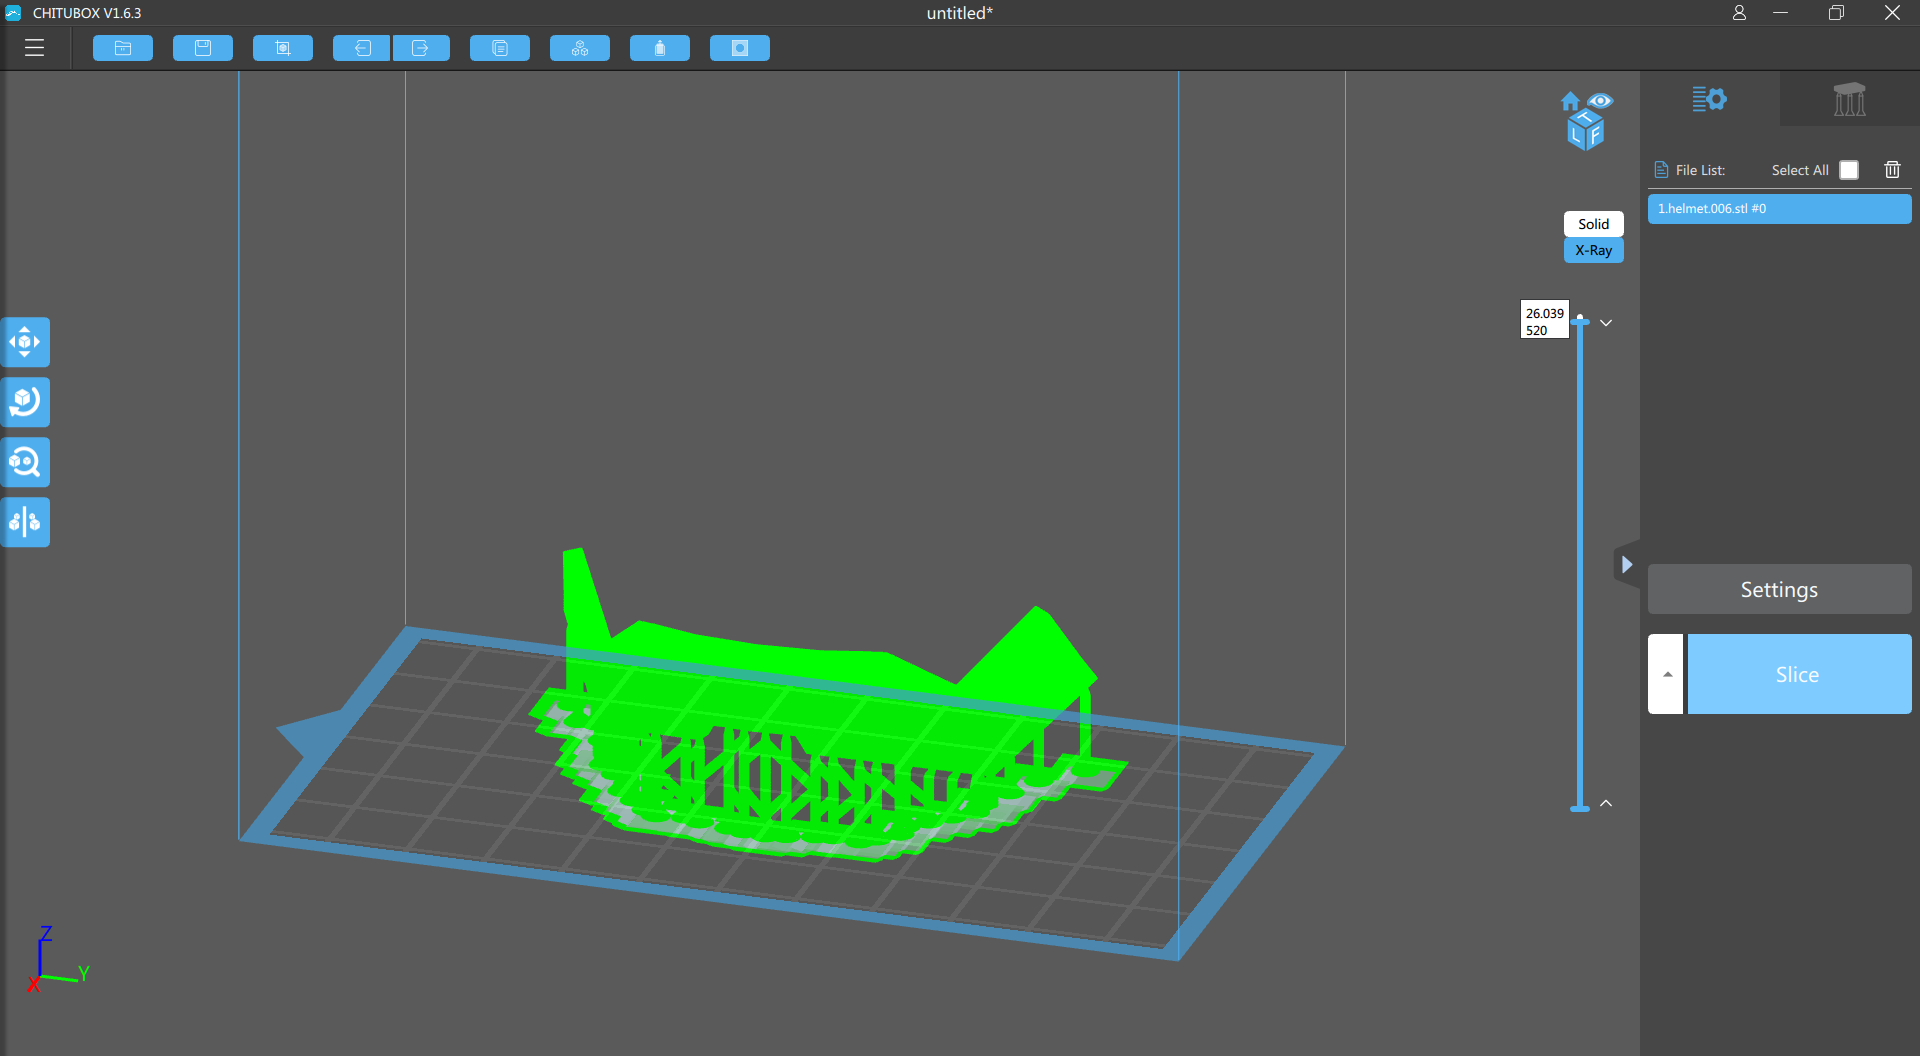 CHITUBOX V1.6.3
untitled*
T
L F
File List:
Select All
1.helmet.006.stl #0
Solid
X-Ray
26.039
520
Settings
Slice
Z
Y
X